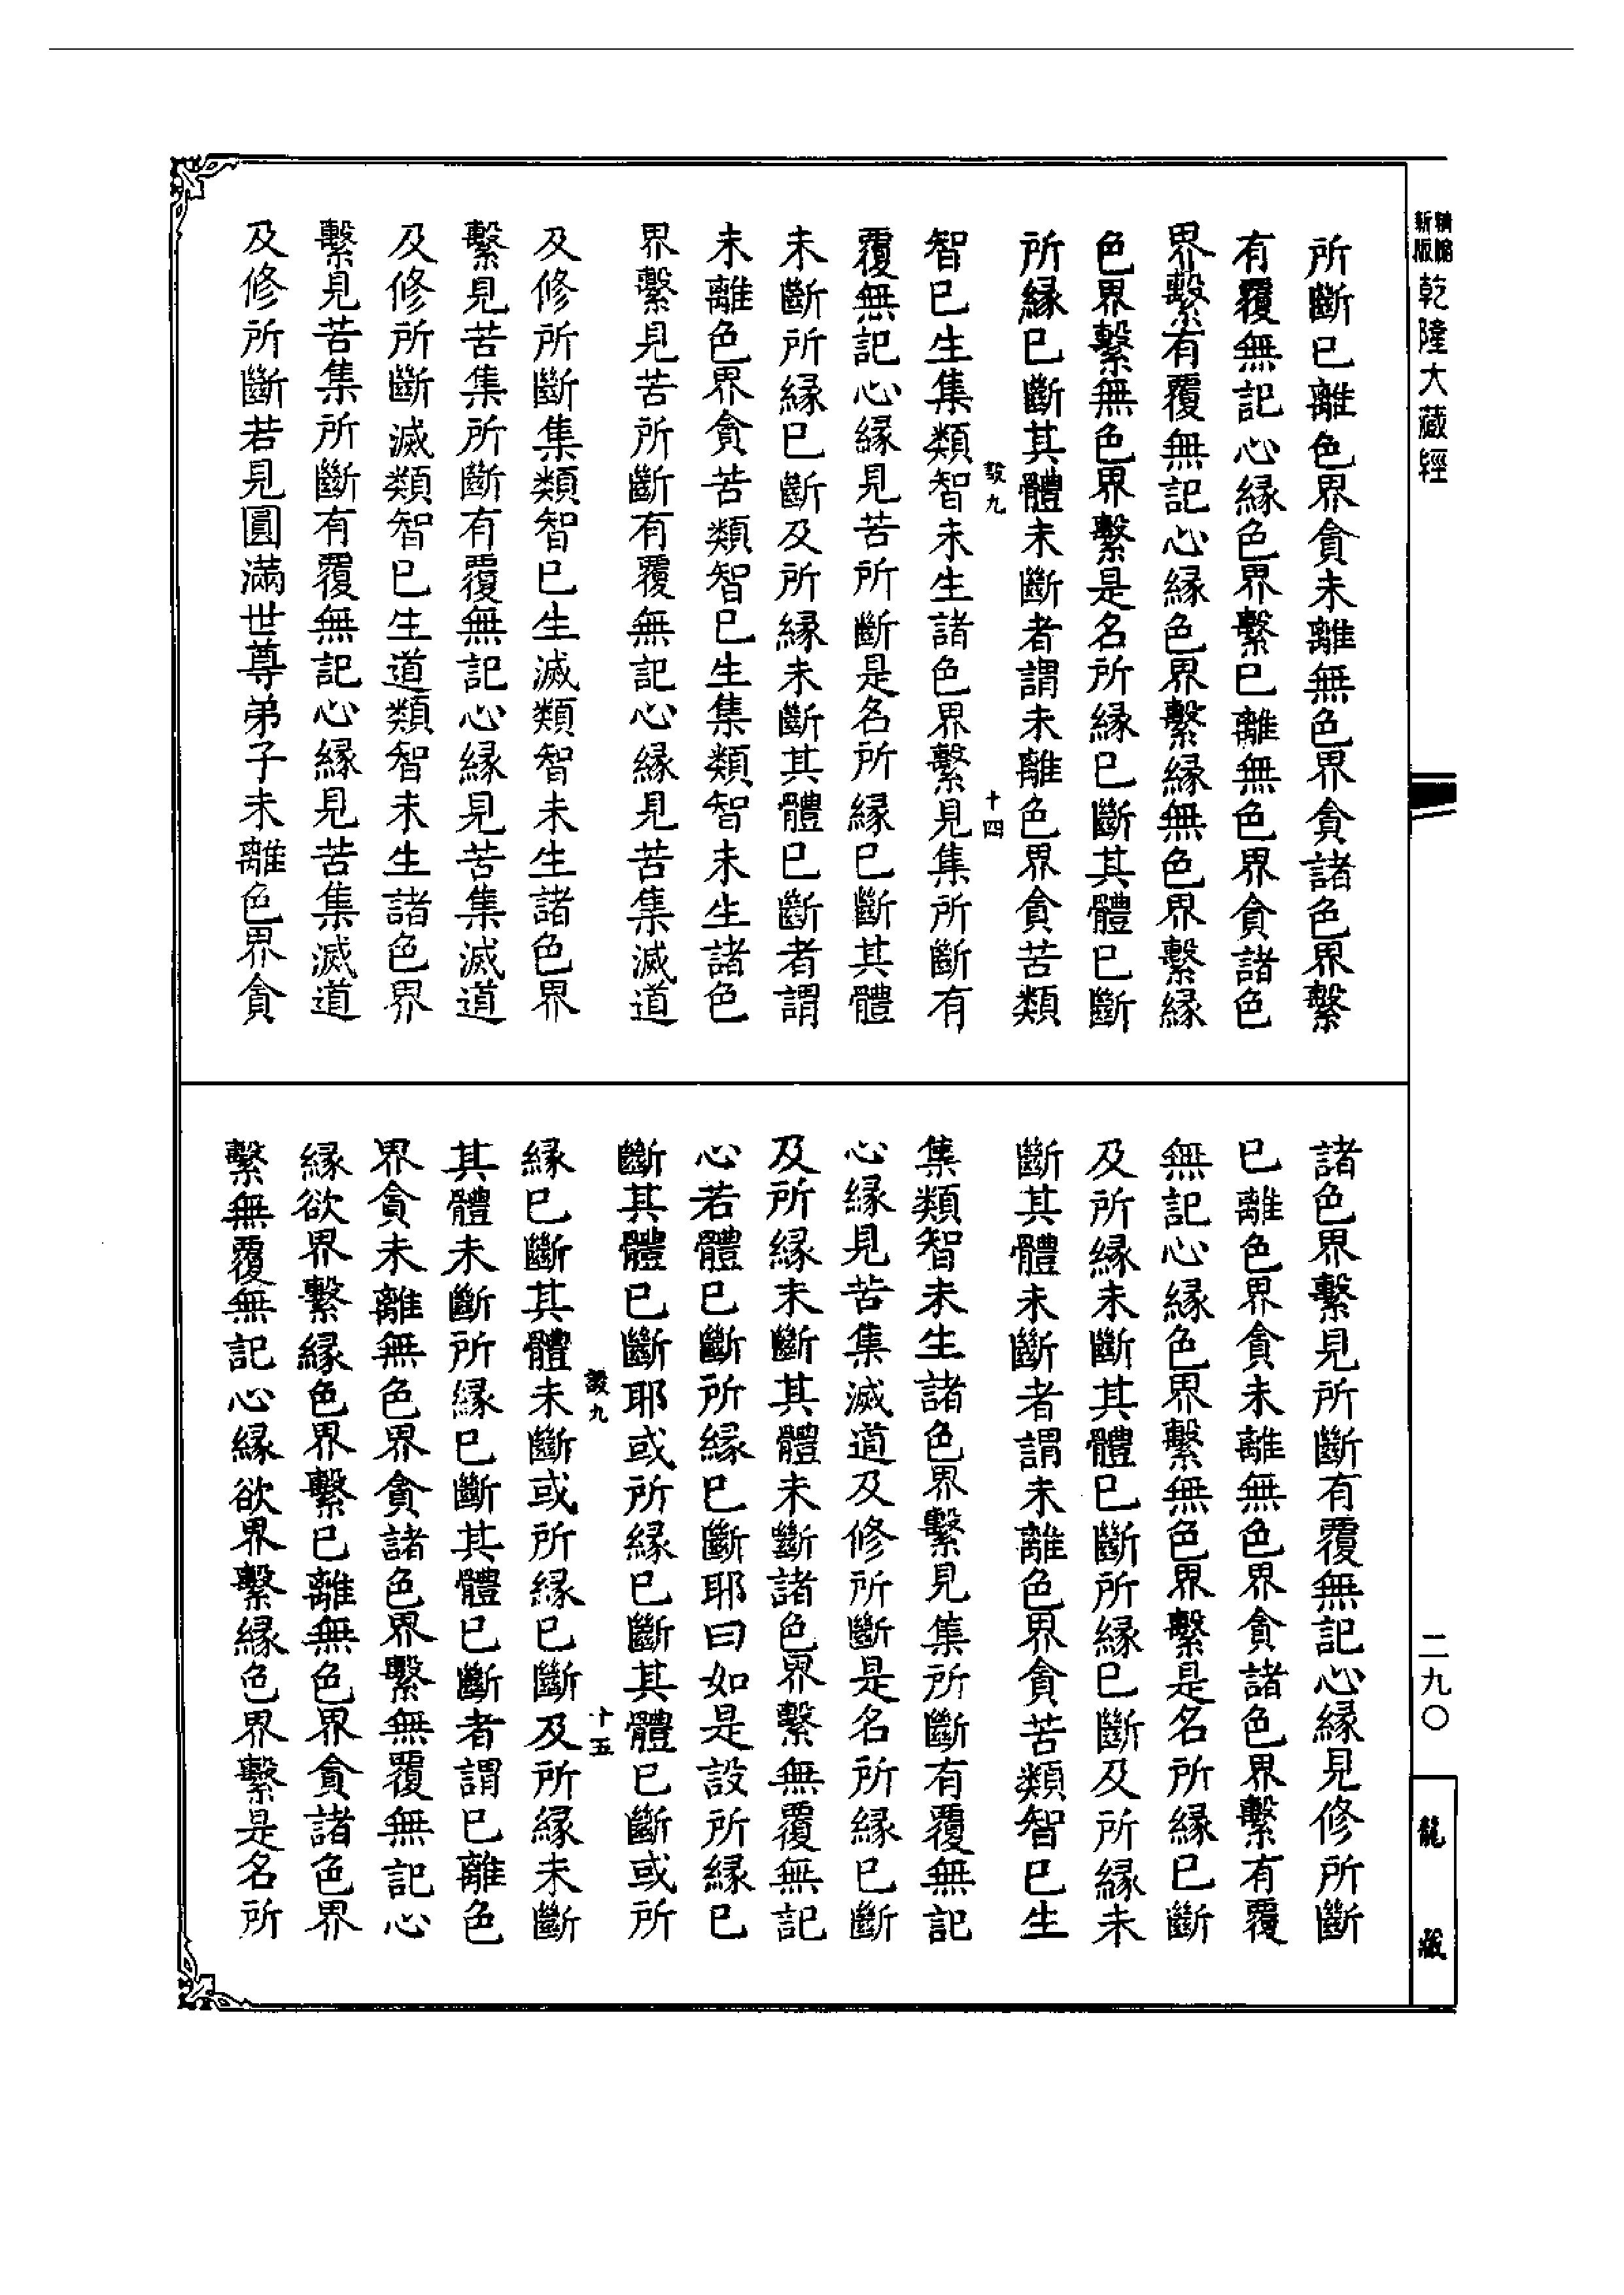 精縮新版
乾隆大藏經
二九〇
龍藏
所斷已離色界貪未離無色界貪諸色界繫
有覆無記心緣色界繫已離無色界貪諸色
界繫有覆無記心緣色界繫緣無色界繫緣
色界繫無色界繫是名所緣已斷其體已斷
所緣已斷其體未斷者謂未離色界貪苦類
設九
十四
智已生集類智未生諸色界繫見集所斷有
覆無記心緣見苦所斷是名所緣已斷其體
未斷所緣已斷及所緣未斷其體已斷者謂
未離色界貪苦類智已生集類智未生諸色
界繫見苦所斷有覆無記心緣見苦集滅道
及修所斷集類智已生滅類智未生諸色界
繫見苦集所斷有覆無記心緣見苦集滅道
及修所斷滅類智已生道類智未生諸色界
繫見苦集所斷有覆無記心緣見苦集滅道
及修所斷若見圓滿世尊弟子未離色界貪
諸色界繫見所斷有覆無記心緣見修所斷
已離色界貪未離無色界貪諸色界繫有覆
無記心緣色界繫無色界繫是名所緣已斷
及所緣未斷其體已斷所緣已斷及所緣未
斷其體未斷者謂未離色界貪苦類智已生
集類智未生諸色界繫見集所斷有覆無記
心緣見苦集滅道及修所斷是名所緣已斷
及所緣未斷其體未斷諸色界繫無覆無記
心若體已斷所緣已斷耶曰如是設所緣已
斷其體已斷耶或所緣已斷其體已斷或所
設九
十五
緣已斷其體未斷或所緣已斷及所緣未斷
其體未斷所緣已斷其體已斷者謂已離色
界貪未離無色界貪諸色界繫無覆無記心
緣欲界繫緣色界繫已離無色界貪諸色界
繫無覆無記心緣欲界繫緣色界繫是名所